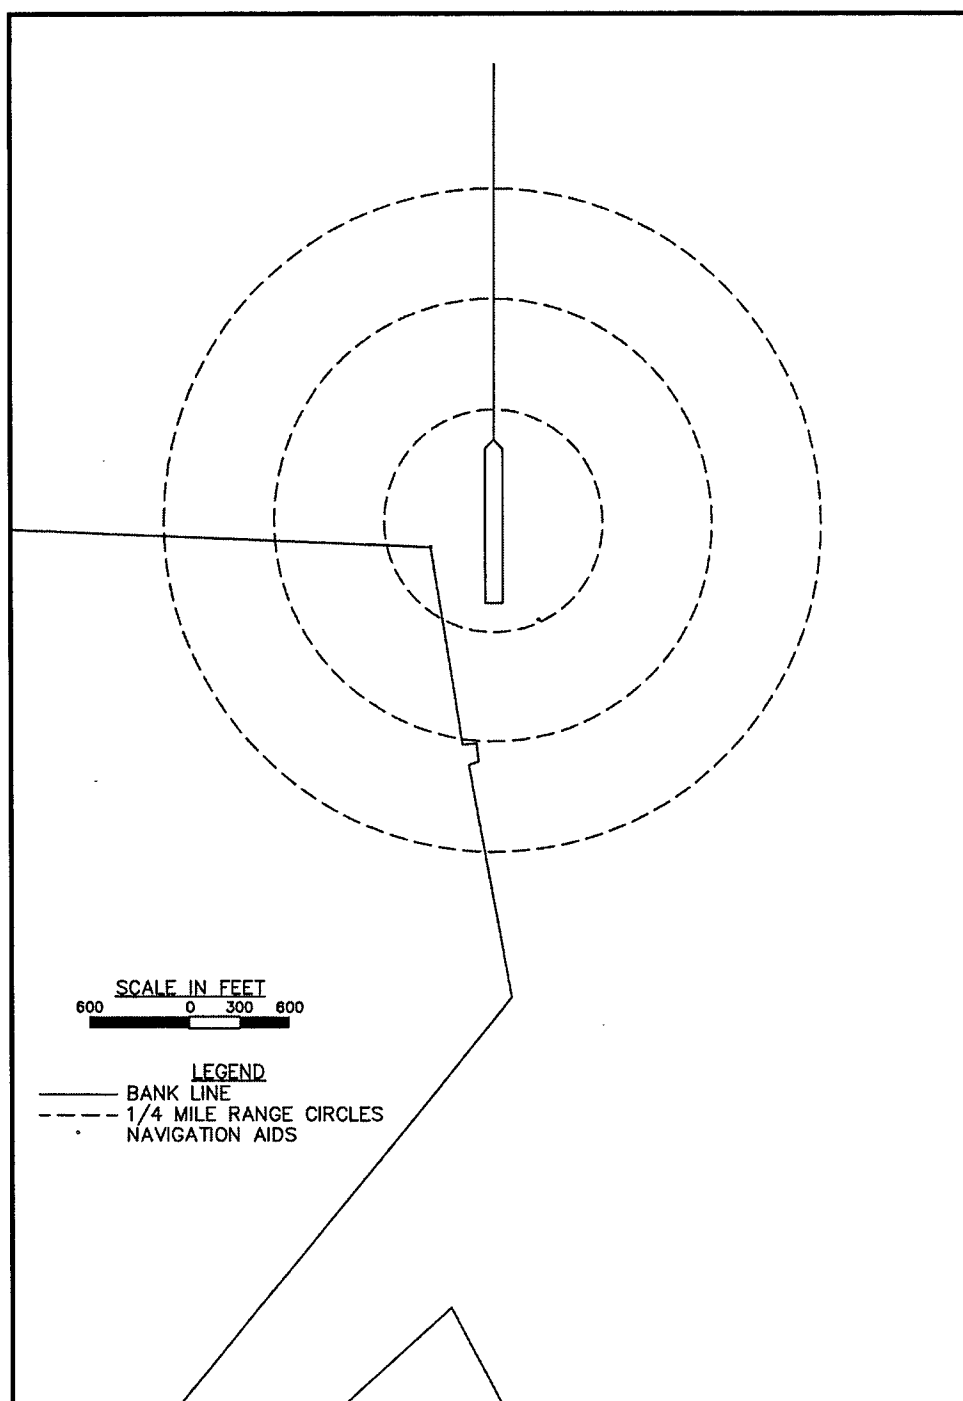 SCALE IN FEET
600 0 300 600
LEGEND
BANK LINE
1/4 MILE RANGE CIRCLES
NAVIGATION AIDS